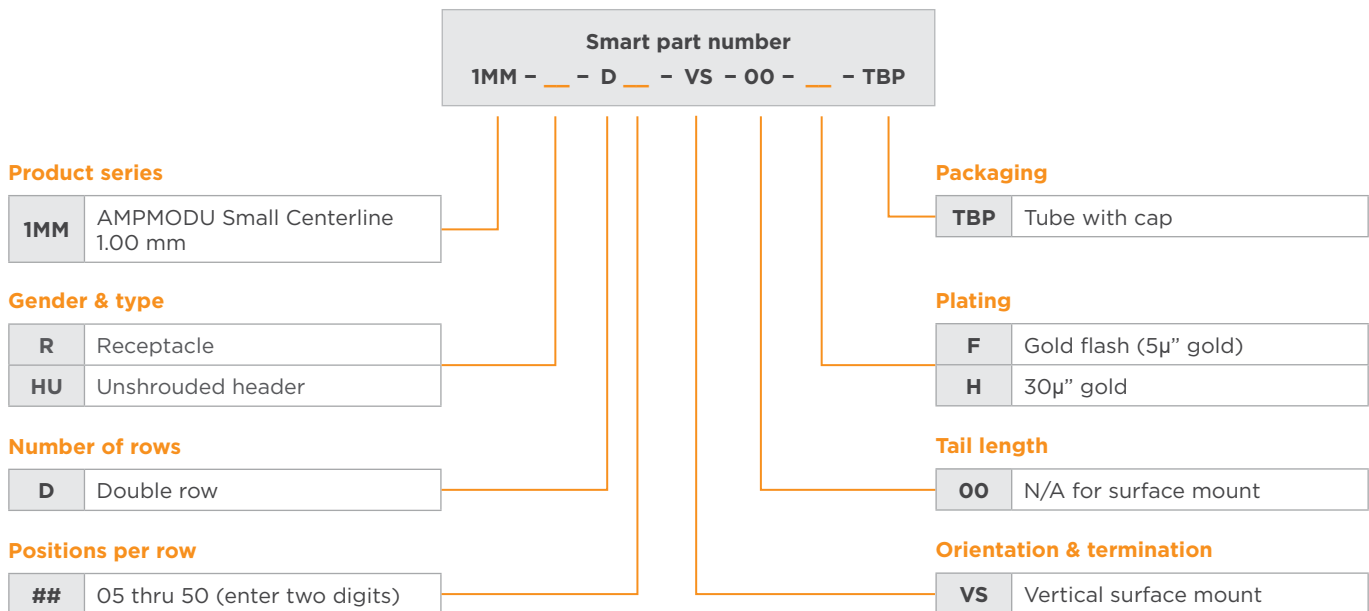 Smart part number
1MM – __ – D __ – VS – 00 – __ – TBP
Product series
1MM AMPMODU Small Centerline
1.00 mm
Gender & type
R Receptacle
HU Unshrouded header
Number of rows
D Double row
Positions per row
## 05 thru 50 (enter two digits)
Packaging
TBP Tube with cap
Plating
F Gold flash (5µ” gold)
H 30µ” gold
Tail length
00 N/A for surface mount
Orientation & termination
VS Vertical surface mount